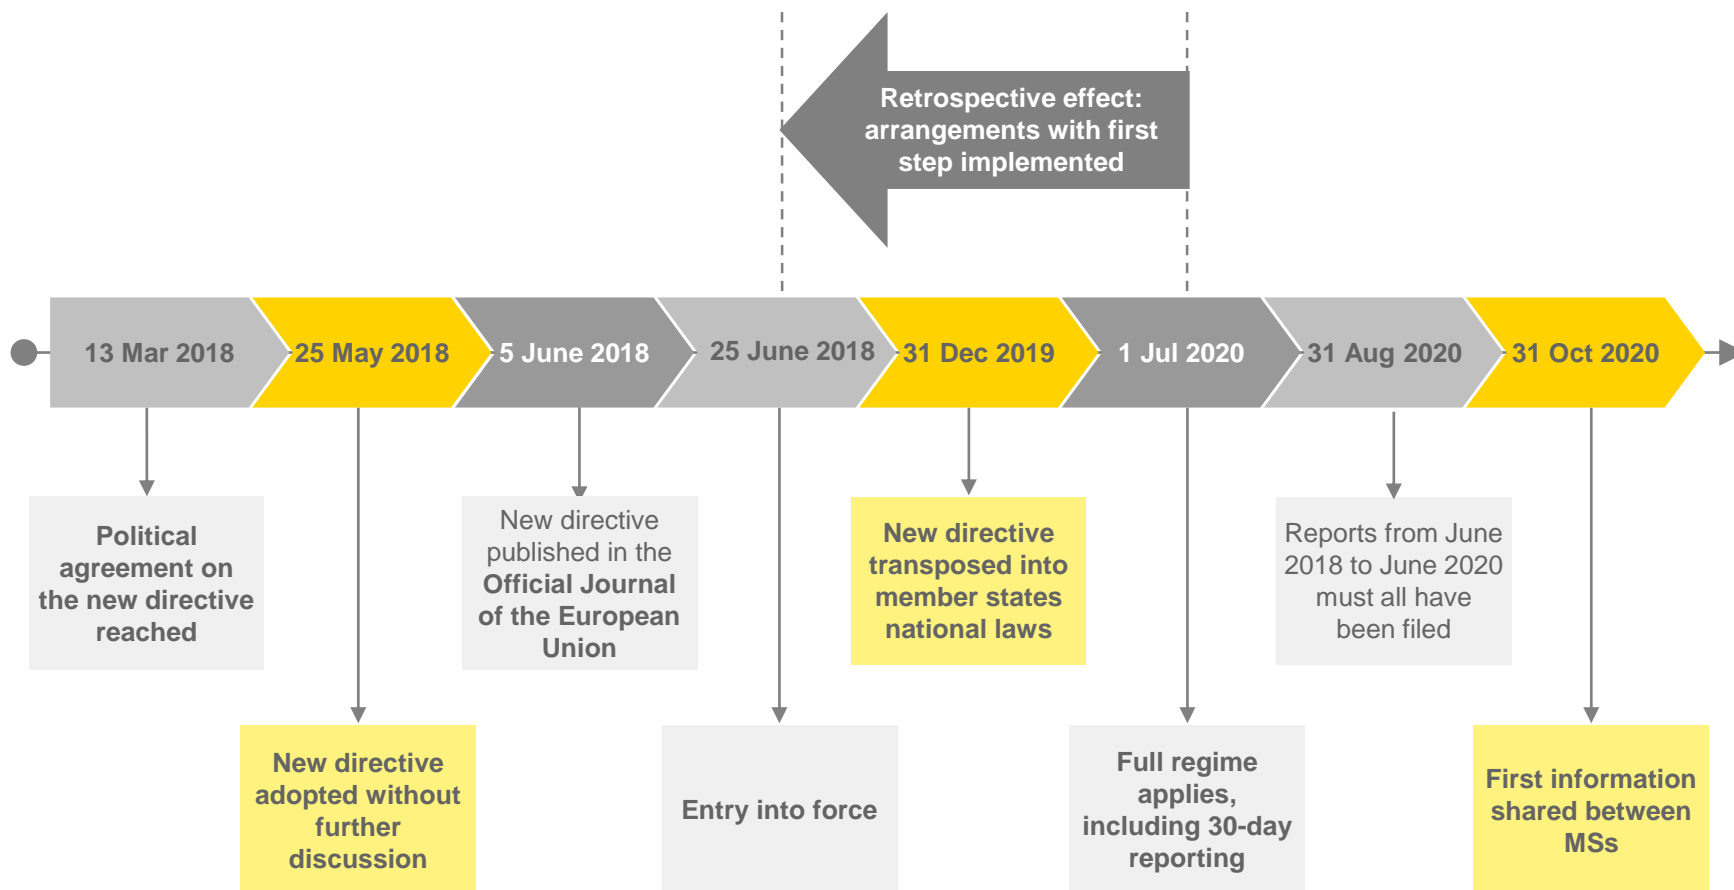 Retrospective effect:
arrangements with first
step implemented
13 Mar 2018
25 May 2018
5 June 2018
25 June 2018
31 Dec 2019
1 Jul 2020
31 Aug 2020
31 Oct 2020
Political
agreement on
the new directive
reached
New directive
published in the
Official Journal
of the European
Union
New directive
transposed into
member states
national laws
Reports from June
2018 to June 2020
must all have
been filed
New directive
adopted without
further
discussion
Entry into force
Full regime
applies,
including 30-day
reporting
First information
shared between
MSs